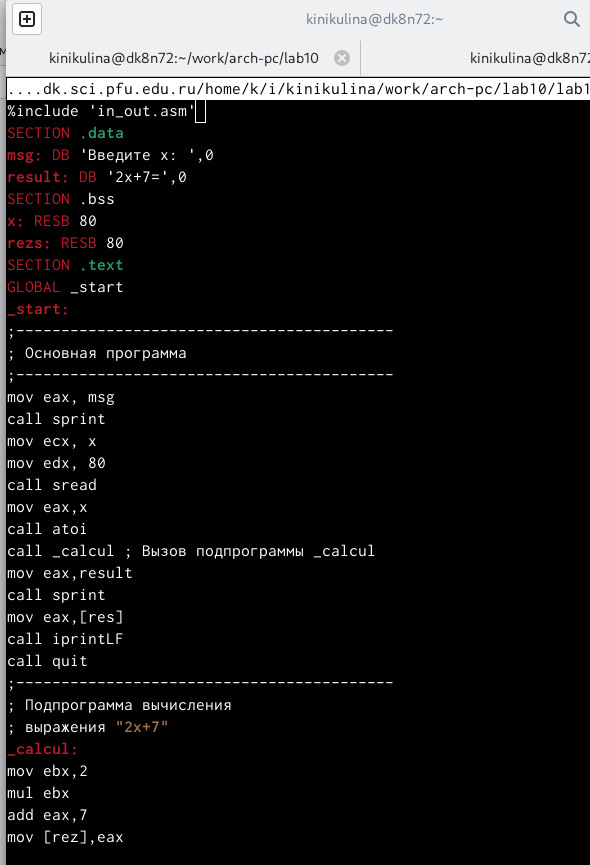 kinikulina@dk8n72:~
kinikulina@dk8n72:~/work/arch-pc/lab10
kinikulina@dk8n72
....dk.sci.pfu.edu.ru/home/k/i/kinikulina/work/arch-pc/lab10/lab1
%include 'in_out.asm'
SECTION .data
msg: DB 'Введите x: ',0
result: DB '2x+7=',0
SECTION .bss
x: RESB 80
rezs: RESB 80
SECTION .text
GLOBAL _start
_start:
;------------------------------------------
; Основная программа
;------------------------------------------
mov eax, msg
call sprint
mov ecx, x
mov edx, 80
call sread
mov eax,x
call atoi
call _calcul ; Вызов подпрограммы _calcul
mov eax,result
call sprint
mov eax,[res]
call iprintLF
call quit
;------------------------------------------
; Подпрограмма вычисления
; выражения "2x+7"
_calcul:
mov ebx,2
mul ebx
add eax,7
mov [rez],eax